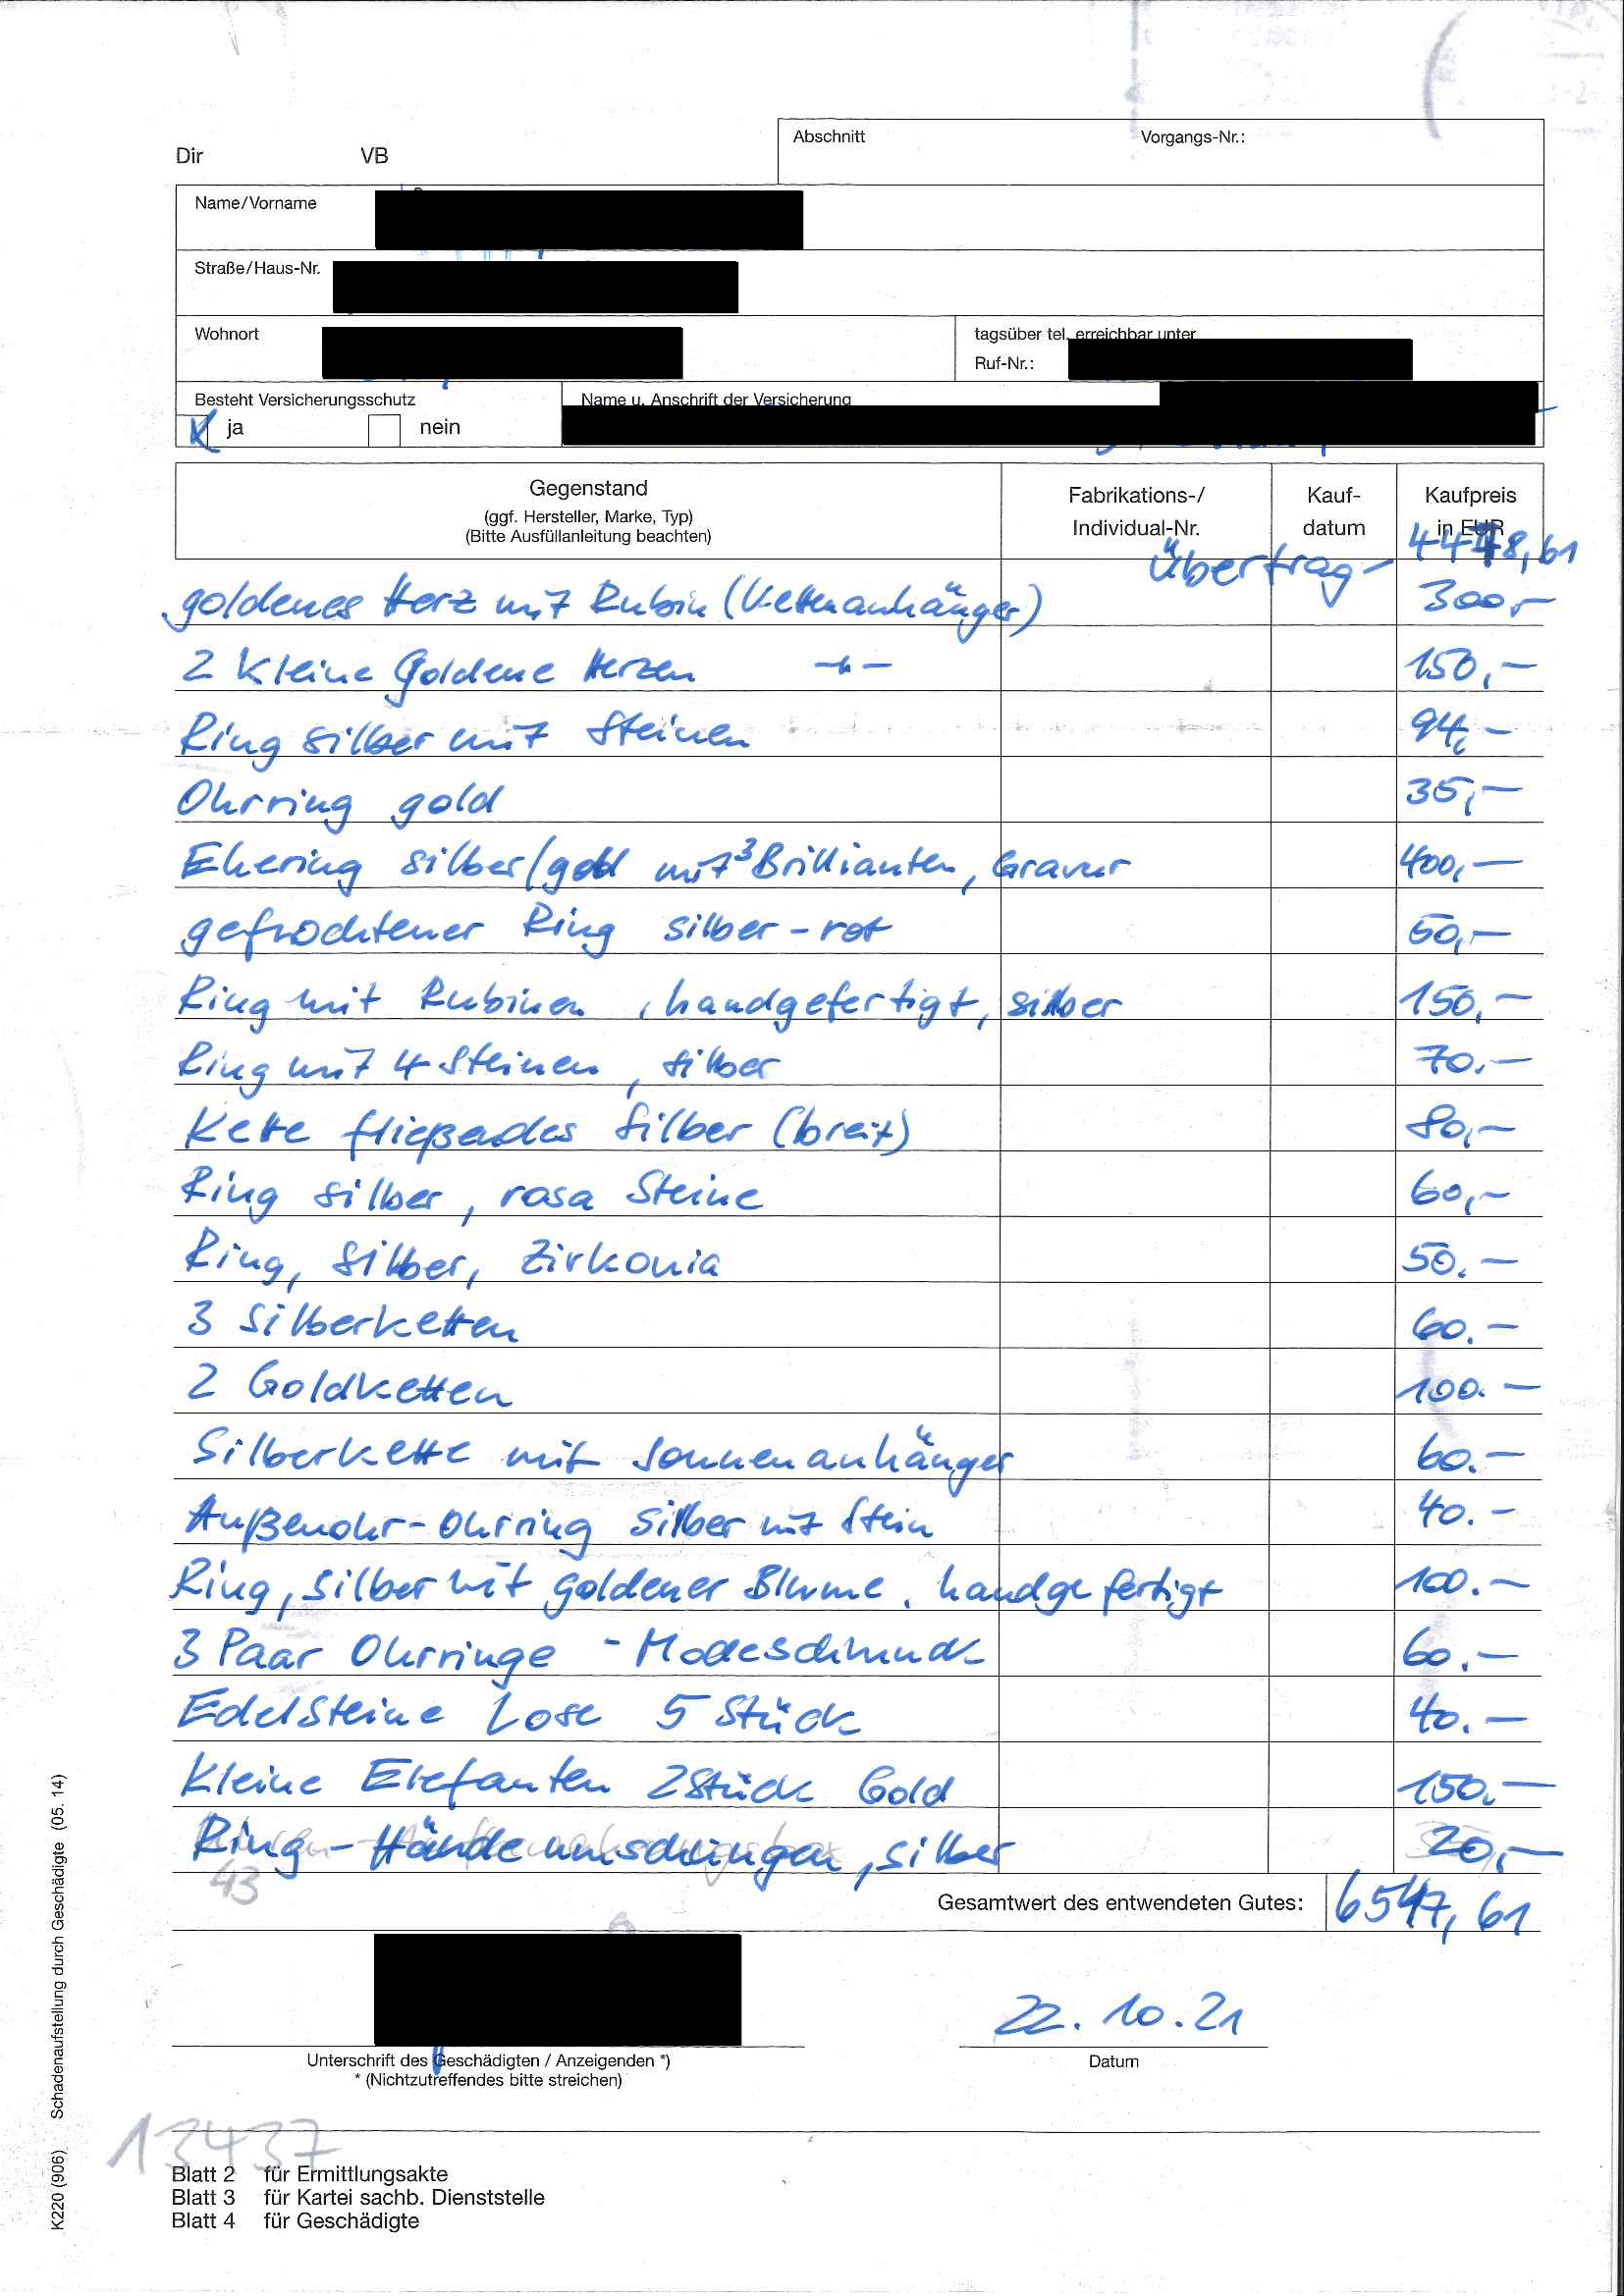 Abschnitt Vorgangs-Nr.:
Dir VB
Name/Vorname
Straße/Haus-Nr.
Wohnort tagsüber tel. erreichbar unter
Ruf-Nr.:
Besteht Versicherungsschutz Name u. Anschrift der Versicherung
ja nein
Gegenstand Fabrikations-/ Kauf- Kaufpreis
(ggf. Hersteller, Marke, Typ) Individual-Nr. datum in EUR
(Bitte Ausfüllanleitung beachten)
Übertrag - 4478,61
goldenes Herz mit Rubin (Kettenanhänger) 300,-
2 kleine Goldene Herzen -"- 150,-
Ring silber mit Steinen 94,-
Ohrring gold 35,-
Ehering silber/gold mit 3 Brillianten, Gravur 400,-
geflochtener Ring silber-rot 50,-
Ring mit Rubinen, handgefertigt, silber 150,-
Ring mit 4 Steinen, silber 70.-
Kette fließendes Silber (breit) 80,-
Ring silber, rosa Steine 60,-
Ring, Silber, Zirkonia 50.-
3 Silberketten 60.-
2 Goldketten 100.-
Silberkette mit Sonnenanhänger 60.-
Außenohr-Ohrring silber mit Stein 40.-
Ring, silber mit goldener Blume, handgefertigt 100.-
3 Paar Ohrringe - Modeschmuck 60.-
Edelsteine Lose 5 Stück 40.-
Kleine Elefanten 2 Stück Gold 150.-
Ring - Hände umschlingen, silber 20,-
43
Gesamtwert des entwendeten Gutes: 6547,61
22.10.21
Unterschrift des Geschädigten / Anzeigenden *) Datum
* (Nichtzutreffendes bitte streichen)
13437
Blatt 2 für Ermittlungsakte
Blatt 3 für Kartei sachb. Dienststelle
Blatt 4 für Geschädigte
K220 (906) Schadenaufstellung durch Geschädigte (05. 14)